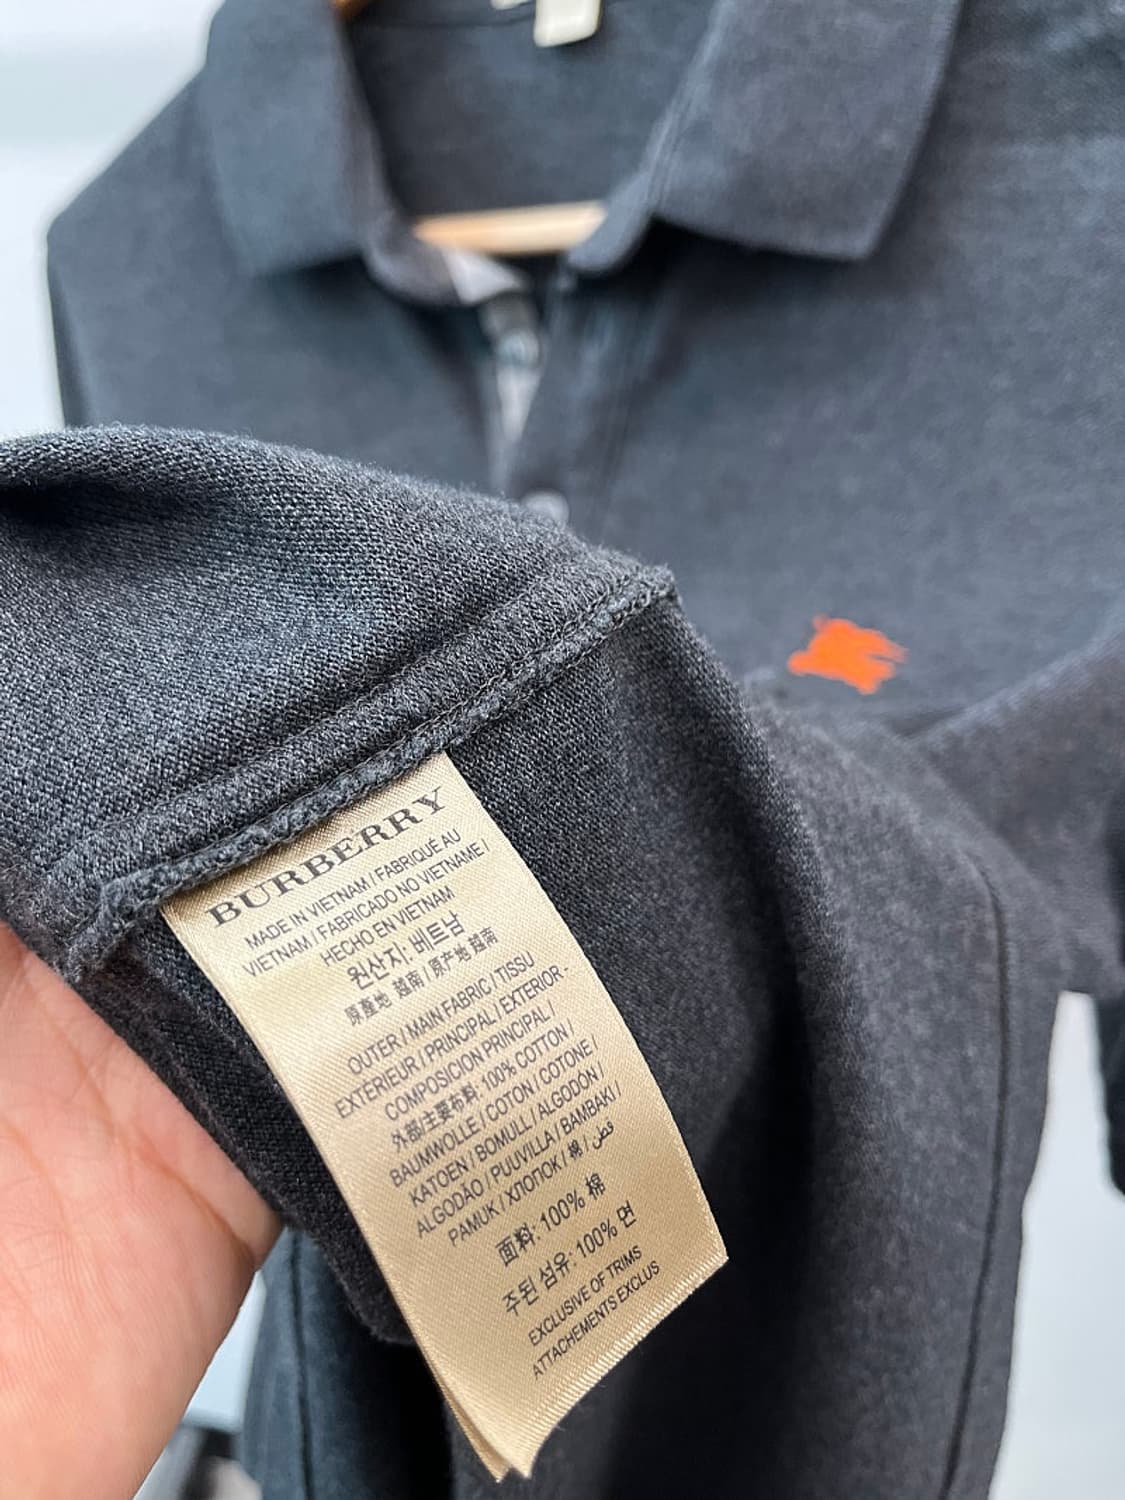 BURBERRY
MADE IN VIETNAM / FABRIQUÉ AU
VIETNAM / FABRICADO NO VIETNAME /
HECHO EN VIETNAM
원산지: 베트남
原產地 越南 / 原产地 越南
OUTER / MAIN FABRIC / TISSU
EXTERIEUR / PRINCIPAL / EXTERIOR -
COMPOSICION PRINCIPAL /
外部/主要布料: 100% COTTON /
BAUMWOLLE / COTON / COTONE /
KATOEN / BOMULL / ALGODÓN /
ALGODÃO / PUUVILLA / BAMBAKI /
PAMUK / ХЛОПОК / 棉 / قطن
面料: 100% 棉
주된 섬유: 100% 면
EXCLUSIVE OF TRIMS
ATTACHEMENTS EXCLUS